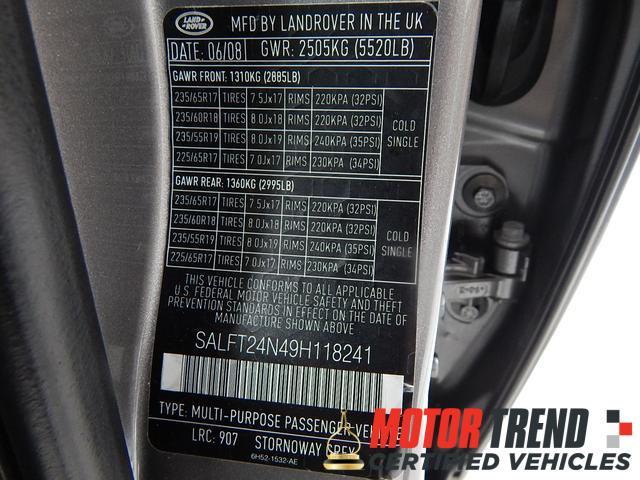 LAND
ROVER
MFD BY LANDROVER IN THE UK
DATE: 06/08 GWR: 2505KG (5520LB)
GAWR FRONT: 1310KG (2885LB)
235/65R17 TIRES 7.5Jx17 RIMS 220KPA (32PSI)
235/60R18 TIRES 8.0Jx18 RIMS 220KPA (32PSI)
235/55R19 TIRES 8.0Jx19 RIMS 240KPA (35PSI)
225/65R17 TIRES 7.0Jx17 RIMS 230KPA (34PSI)
COLD
SINGLE
GAWR REAR: 1360KG (2995LB)
235/65R17 TIRES 7.5Jx17 RIMS 220KPA (32PSI)
235/60R18 TIRES 8.0Jx18 RIMS 220KPA (32PSI)
235/55R19 TIRES 8.0Jx19 RIMS 240KPA (35PSI)
225/65R17 TIRES 7.0Jx17 RIMS 230KPA (34PSI)
COLD
SINGLE
THIS VEHICLE CONFORMS TO ALL APPLICABLE
U.S. FEDERAL MOTOR VEHICLE SAFETY AND THEFT
PREVENTION STANDARDS IN EFFECT ON THE DATE OF
MANUFACTURE SHOWN ABOVE
SALFT24N49H118241
TYPE: MULTI-PURPOSE PASSENGER VEHICLE
LRC: 907 STORNOWAY GREY
6H52-1532-AE
MOTOR TREND
CERTIFIED VEHICLES